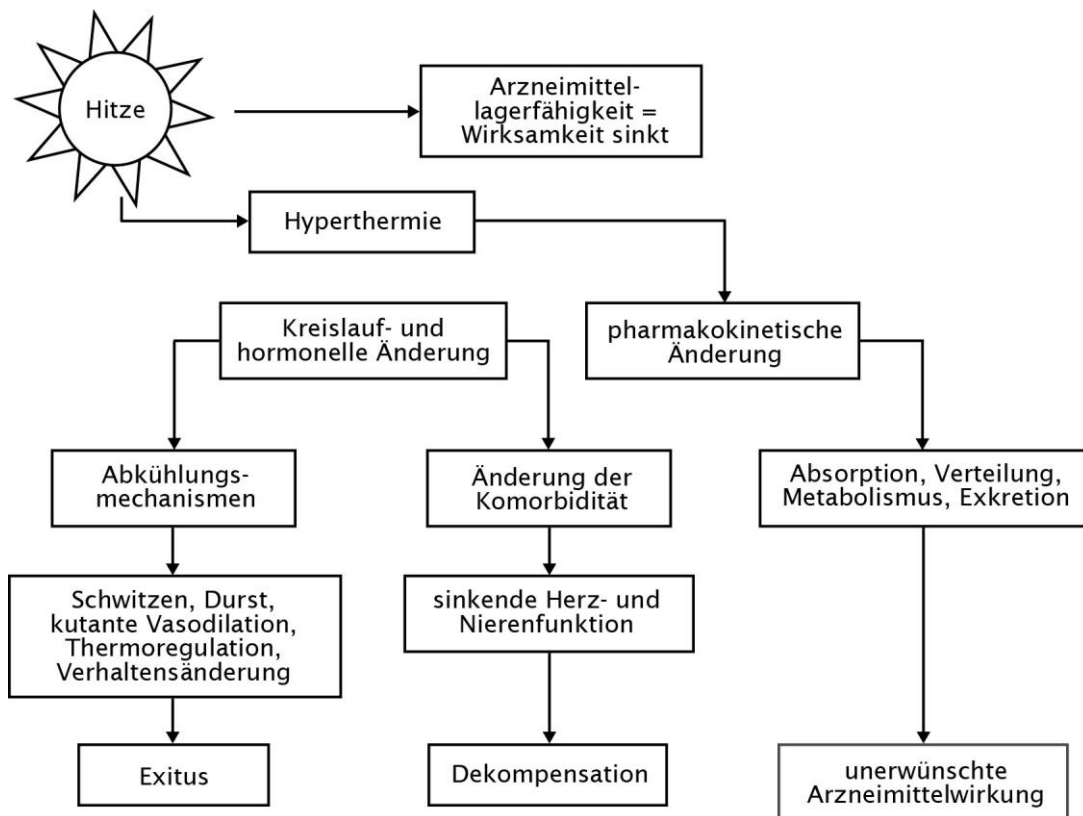 Hitze
Arzneimittel-
lagerfähigkeit =
Wirksamkeit sinkt
Hyperthermie
Kreislauf- und
hormonelle Änderung
pharmakokinetische
Änderung
Abkühlungs-
mechanismen
Änderung der
Komorbidität
Absorption, Verteilung,
Metabolismus, Exkretion
Schwitzen, Durst,
kutante Vasodilation,
Thermoregulation,
Verhaltensänderung
sinkende Herz- und
Nierenfunktion
Exitus
Dekompensation
unerwünschte
Arzneimittelwirkung